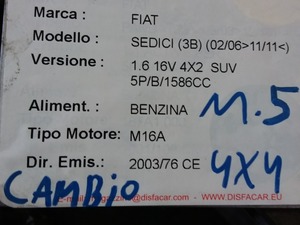 Marca : FIAT
Modello : SEDICI (3B) (02/06>11/11<)
Versione : 1.6 16V 4X2 SUV
5P/B/1586CC
Aliment. : BENZINA M.5
Tipo Motore: M16A
Dir. Emis.: 2003/76 CE 4X4
CAMBIO
www.DISFACAR.EU